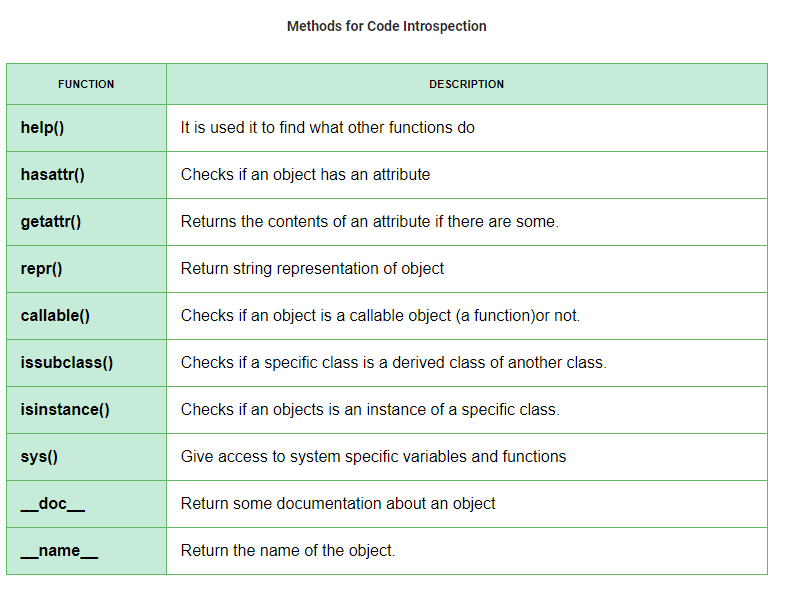 Methods for Code Introspection
FUNCTION DESCRIPTION
help() It is used it to find what other functions do
hasattr() Checks if an object has an attribute
getattr() Returns the contents of an attribute if there are some.
repr() Return string representation of object
callable() Checks if an object is a callable object (a function)or not.
issubclass() Checks if a specific class is a derived class of another class.
isinstance() Checks if an objects is an instance of a specific class.
sys() Give access to system specific variables and functions
__doc__ Return some documentation about an object
__name__ Return the name of the object.